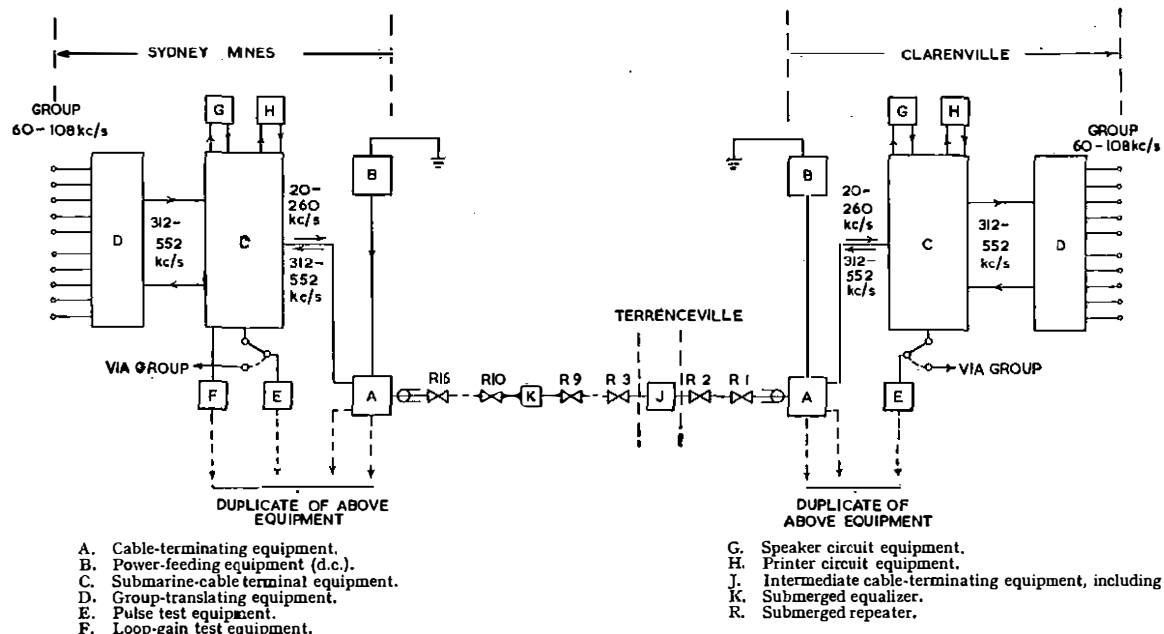 SYDNEY MINES
CLARENVILLE
GROUP
60-108kc/s
G
H
B
D
C
312-
552
kc/s
20-
260
kc/s
312-
552
kc/s
VIA GROUP
F
E
A
R16
R10
K
R9
R3
TERRENCEVILLE
J
R2
R1
A
B
G
H
GROUP
60-108kc/s
20-
260
kc/s
312-
552
kc/s
C
312-
552
kc/s
D
VIA GROUP
E
DUPLICATE OF ABOVE
EQUIPMENT
DUPLICATE OF
ABOVE EQUIPMENT
A. Cable-terminating equipment.
B. Power-feeding equipment (d.c.).
C. Submarine-cable terminal equipment.
D. Group-translating equipment.
E. Pulse test equipment.
F. Loop-gain test equipment.
G. Speaker circuit equipment.
H. Printer circuit equipment.
J. Intermediate cable-terminating equipment, including
K. Submerged equalizer.
R. Submerged repeater.